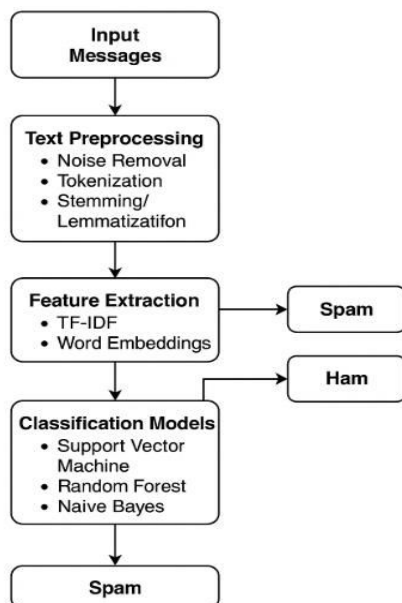 Input
Messages
Text Preprocessing
• Noise Removal
• Tokenization
• Stemming/
Lemmatizatifon
Feature Extraction
• TF-IDF
• Word Embeddings
Spam
Ham
Classification Models
• Support Vector
Machine
• Random Forest
• Naive Bayes
Spam